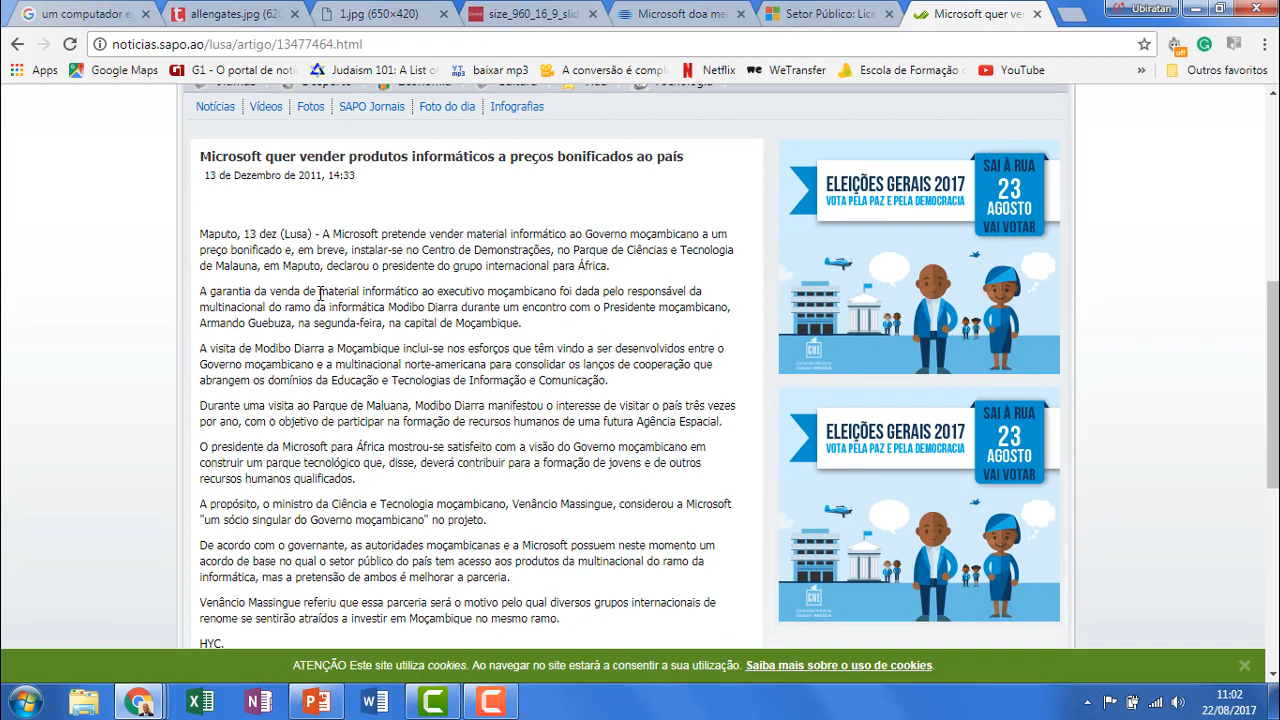 um computador e
allengates.jpg (620
1.jpg (650×420)
size_960_16_9_slid
Microsoft doa me
Setor Público: Lice
Microsoft quer ven
Ubiratan
noticias.sapo.ao/lusa/artigo/13477464.html
Apps
Google Maps
G1 - O portal de notí
Judaism 101: A List o
baixar mp3
A conversão é compl
Netflix
WeTransfer
Escola de Formação
YouTube
»
Outros favoritos
Notícias
Vídeos
Fotos
SAPO Jornais
Foto do dia
Infografias
Microsoft quer vender produtos informáticos a preços bonificados ao país
13 de Dezembro de 2011, 14:33
Maputo, 13 dez (Lusa) - A Microsoft pretende vender material informático ao Governo moçambicano a um
preço bonificado e, em breve, instalar-se no Centro de Demonstrações, no Parque de Ciências e Tecnologia
de Malauna, em Maputo, declarou o presidente do grupo internacional para África.
A garantia da venda de material informático ao executivo moçambicano foi dada pelo responsável da
multinacional do ramo da informática Modibo Diarra durante um encontro com o Presidente moçambicano,
Armando Guebuza, na segunda-feira, na capital de Moçambique.
A visita de Modibo Diarra a Moçambique inclui-se nos esforços que têm vindo a ser desenvolvidos entre o
Governo moçambicano e a multinacional norte-americana para consolidar os lanços de cooperação que
abrangem os domínios da Educação e Tecnologias de Informação e Comunicação.
Durante uma visita ao Parque de Maluana, Modibo Diarra manifestou o interesse de visitar o país três vezes
por ano, com o objetivo de participar na formação de recursos humanos de uma futura Agência Espacial.
O presidente da Microsoft para África mostrou-se satisfeito com a visão do Governo moçambicano em
construir um parque tecnológico que, disse, deverá contribuir para a formação de jovens e de outros
recursos humanos qualificados.
A propósito, o ministro da Ciência e Tecnologia moçambicano, Venâncio Massingue, considerou a Microsoft
"um sócio singular do Governo moçambicano" no projeto.
De acordo com o governante, as autoridades moçambicanas e a Microsoft possuem neste momento um
acordo de base no qual o setor público do país tem acesso aos produtos da multinacional do ramo da
informática, mas a pretensão de ambos é melhorar a parceria.
Venâncio Massingue referiu que essa parceria será o motivo pelo qual diversos grupos internacionais de
renome se sentirão atraídos a investir em Moçambique no mesmo ramo.
HYC.
ELEIÇÕES GERAIS 2017
VOTA PELA PAZ E PELA DEMOCRACIA
SAI À RUA
23
AGOSTO
VAI VOTAR
CNE
ELEIÇÕES GERAIS 2017
VOTA PELA PAZ E PELA DEMOCRACIA
SAI À RUA
23
AGOSTO
VAI VOTAR
CNE
ATENÇÃO Este site utiliza cookies. Ao navegar no site estará a consentir a sua utilização. Saiba mais sobre o uso de cookies.
11:02
22/08/2017